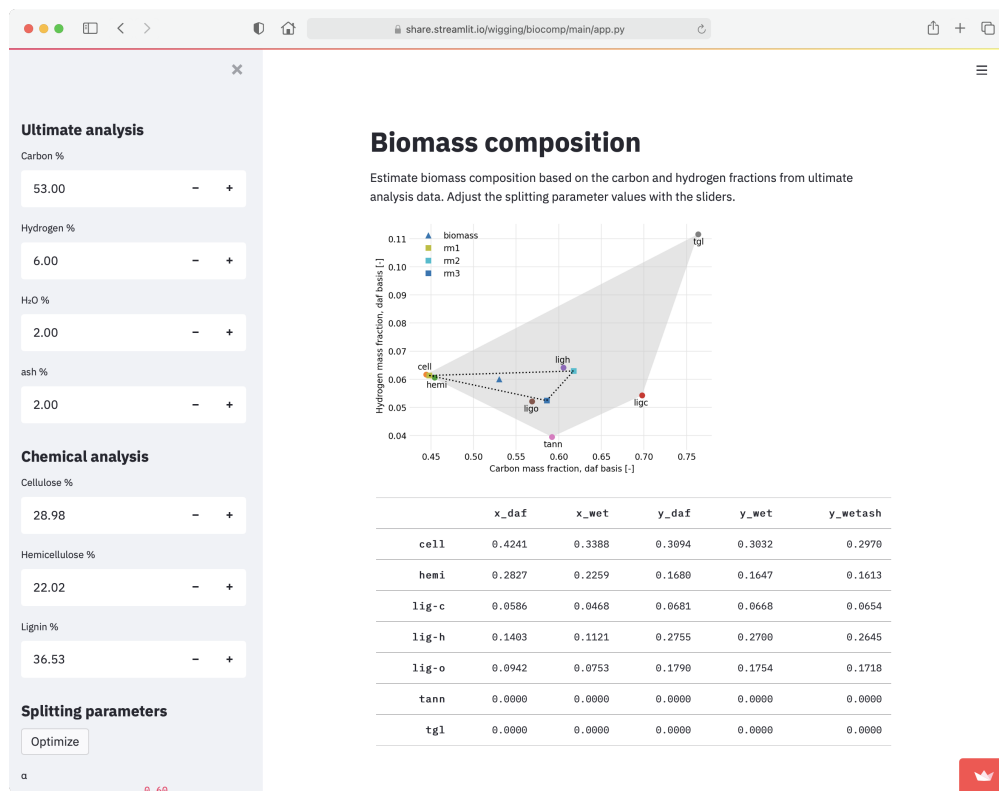 share.streamlit.io/wigging/biocomp/main/app.py
Ultimate analysis
Carbon %
53.00 − +
Hydrogen %
6.00 − +
H₂O %
2.00 − +
ash %
2.00 − +
Chemical analysis
Cellulose %
28.98 − +
Hemicellulose %
22.02 − +
Lignin %
36.53 − +
Splitting parameters
Optimize
α
0.60
Biomass composition
Estimate biomass composition based on the carbon and hydrogen fractions from ultimate
analysis data. Adjust the splitting parameter values with the sliders.
biomass
rm1
rm2
rm3
Hydrogen mass fraction, daf basis [-]
0.11
0.10
0.09
0.08
0.07
0.06
0.05
0.04
tgl
cell
hemi
ligh
ligo
ligc
tann
0.45 0.50 0.55 0.60 0.65 0.70 0.75
Carbon mass fraction, daf basis [-]
x_daf x_wet y_daf y_wet y_wetash
cell 0.4241 0.3388 0.3094 0.3032 0.2970
hemi 0.2827 0.2259 0.1680 0.1647 0.1613
lig-c 0.0586 0.0468 0.0681 0.0668 0.0654
lig-h 0.1403 0.1121 0.2755 0.2700 0.2645
lig-o 0.0942 0.0753 0.1790 0.1754 0.1718
tann 0.0000 0.0000 0.0000 0.0000 0.0000
tgl 0.0000 0.0000 0.0000 0.0000 0.0000